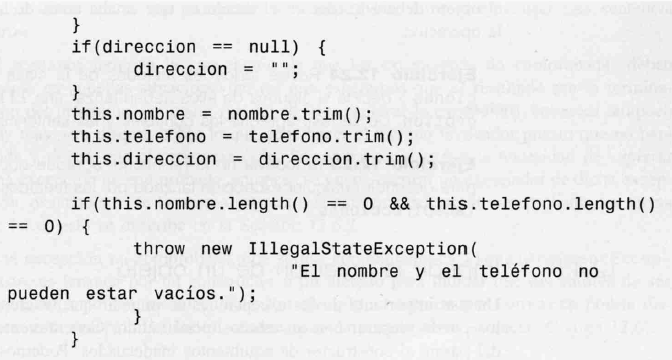 }
if(direccion == null) {
direccion = "";
}
this.nombre = nombre.trim();
this.telefono = telefono.trim();
this.direccion = direccion.trim();
if(this.nombre.length() == 0 && this.telefono.length()
== 0) {
throw new IllegalStateException(
"El nombre y el teléfono no
pueden estar vacíos.");
}
}